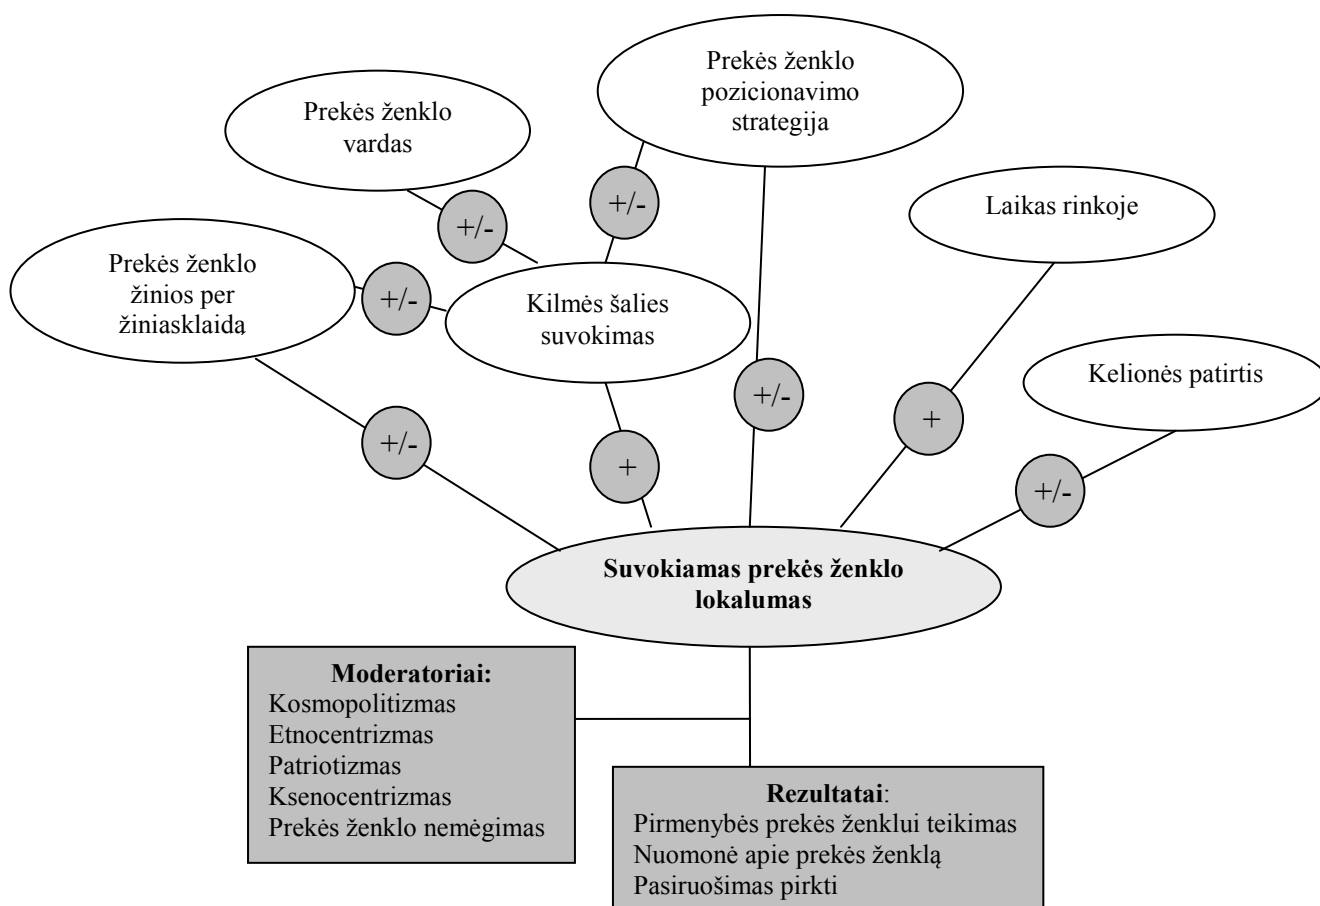 Prekės ženklo
pozicionavimo
strategija
Prekės ženklo
vardas
+/-
+/-
Laikas rinkoje
Prekės ženklo
žinios per
žiniasklaidą
+/-
Kilmės šalies
suvokimas
Kelionės patirtis
+/-
+
+/-
+
+/-
Suvokiamas prekės ženklo
lokalumas
Moderatoriai:
Kosmopolitizmas
Etnocentrizmas
Patriotizmas
Ksenocentrizmas
Prekės ženklo nemėgimas
Rezultatai:
Pirmenybės prekės ženklui teikimas
Nuomonė apie prekės ženklą
Pasiruošimas pirkti